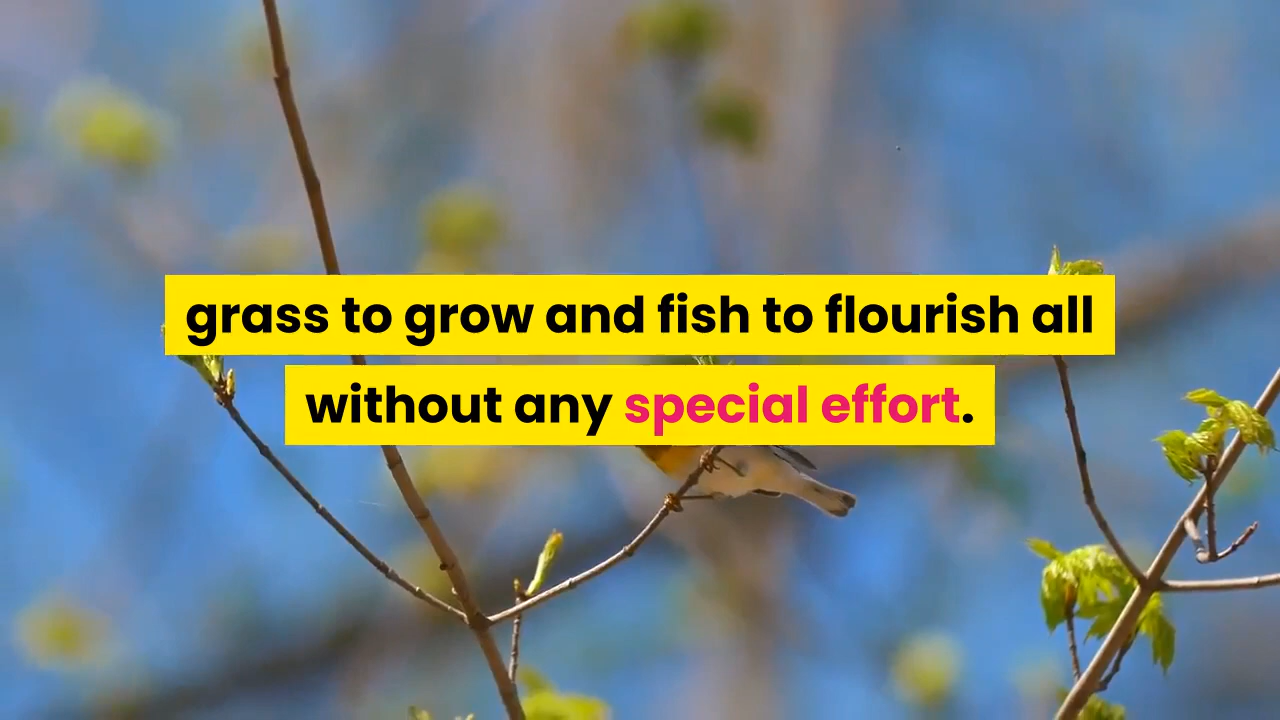 grass to grow and fish to flourish all
without any special effort.